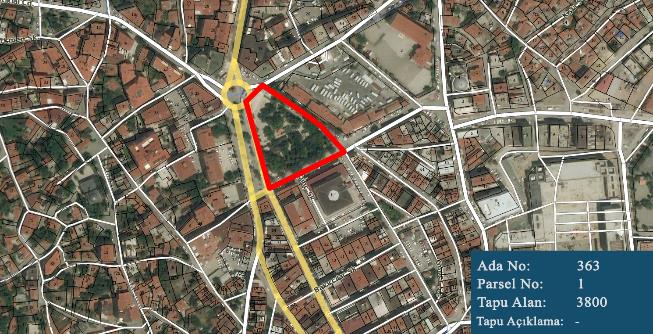 Ada No: 363
Parsel No: 1
Tapu Alan: 3800
Tapu Açıklama: -